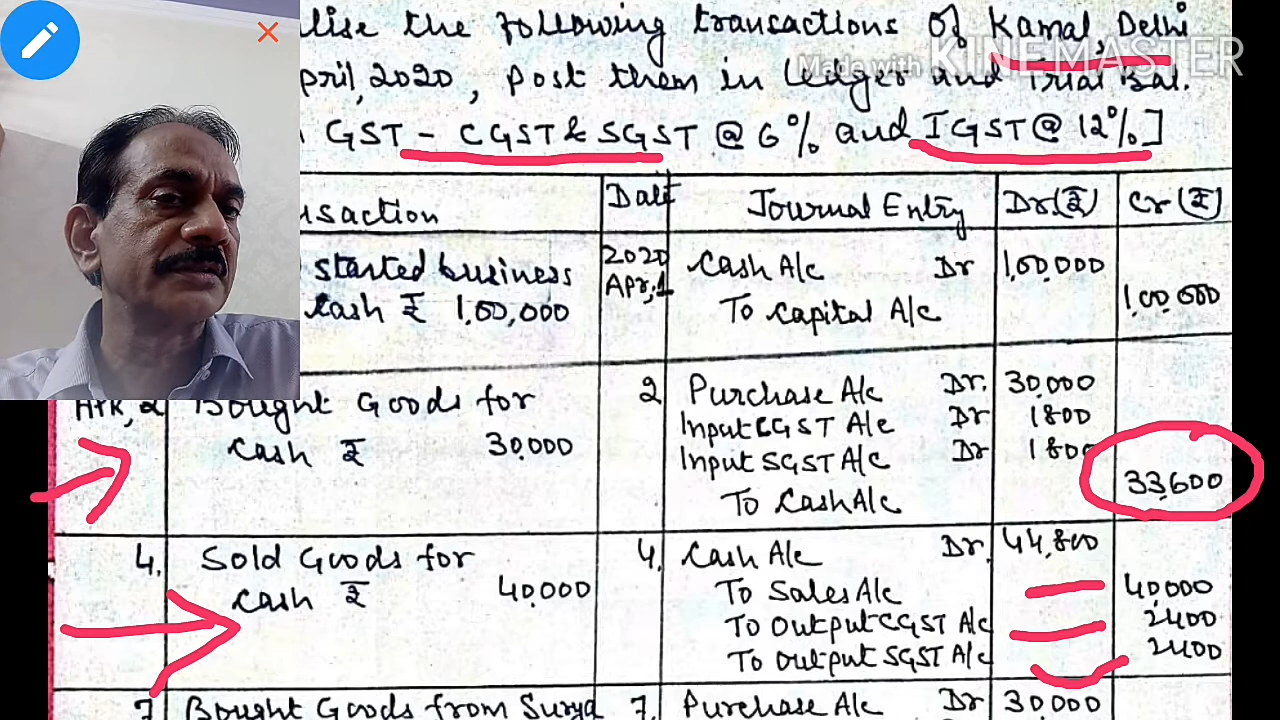 lise the following transactions of Kamal, Delhi
Made with KINEMASTER
pril, 2020, post them in ledger and Trial Bal.
GST - CGST & SGST @ 6% and IGST @ 12%]
nsaction Date Journal Entry Dr.(₹) Cr (₹)
started business 2020 Cash A/c Dr 1,00,000
Cash ₹ 1,00,000 Apr, 1 To Capital A/c 1,00,000
Bought Goods for 2 Purchase A/c Dr. 30,000
Cash ₹ 30,000 Input CGST A/c Dr 1800
Input SGST A/c Dr 1800
To Cash A/c 33,600
4. Sold Goods for 4. Cash A/c Dr. 44,800
Cash ₹ 40,000 To Sales A/c 40,000
To Output CGST A/c 2400
To Output SGST A/c 2400
7 Bought Goods from Surya 7. Purchase A/c Dr 30,000